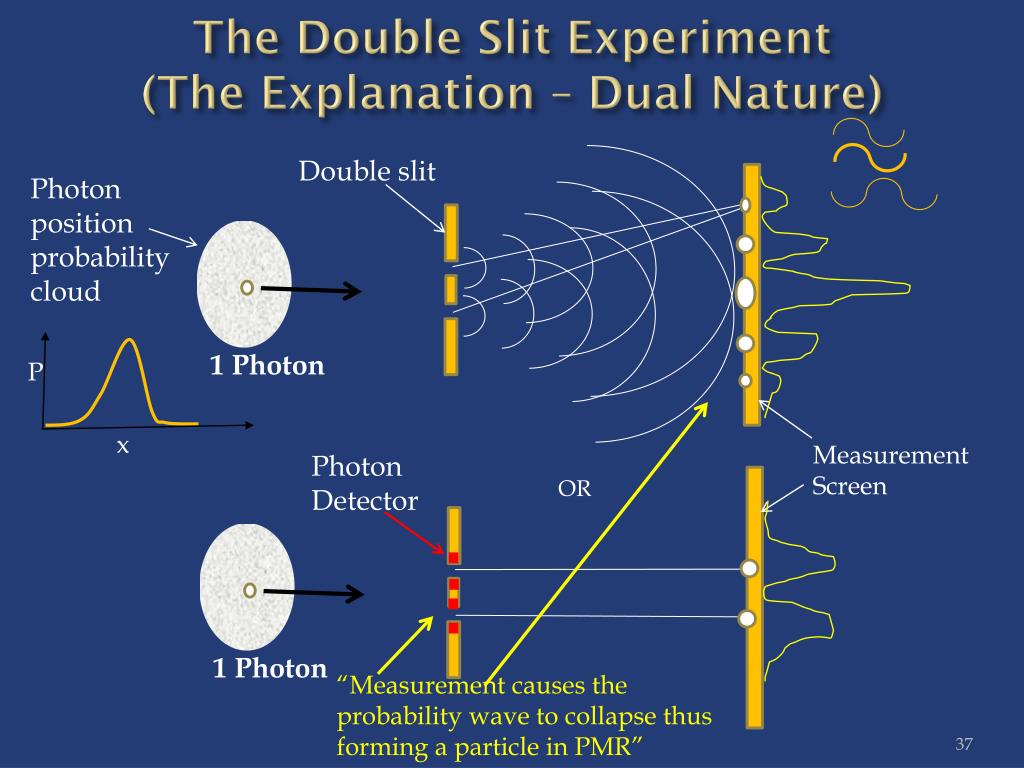 The Double Slit Experiment
(The Explanation – Dual Nature)
Double slit
Photon
position
probability
cloud
1 Photon
P
x
Measurement
Screen
Photon
Detector
OR
1 Photon
“Measurement causes the
probability wave to collapse thus
forming a particle in PMR”
37